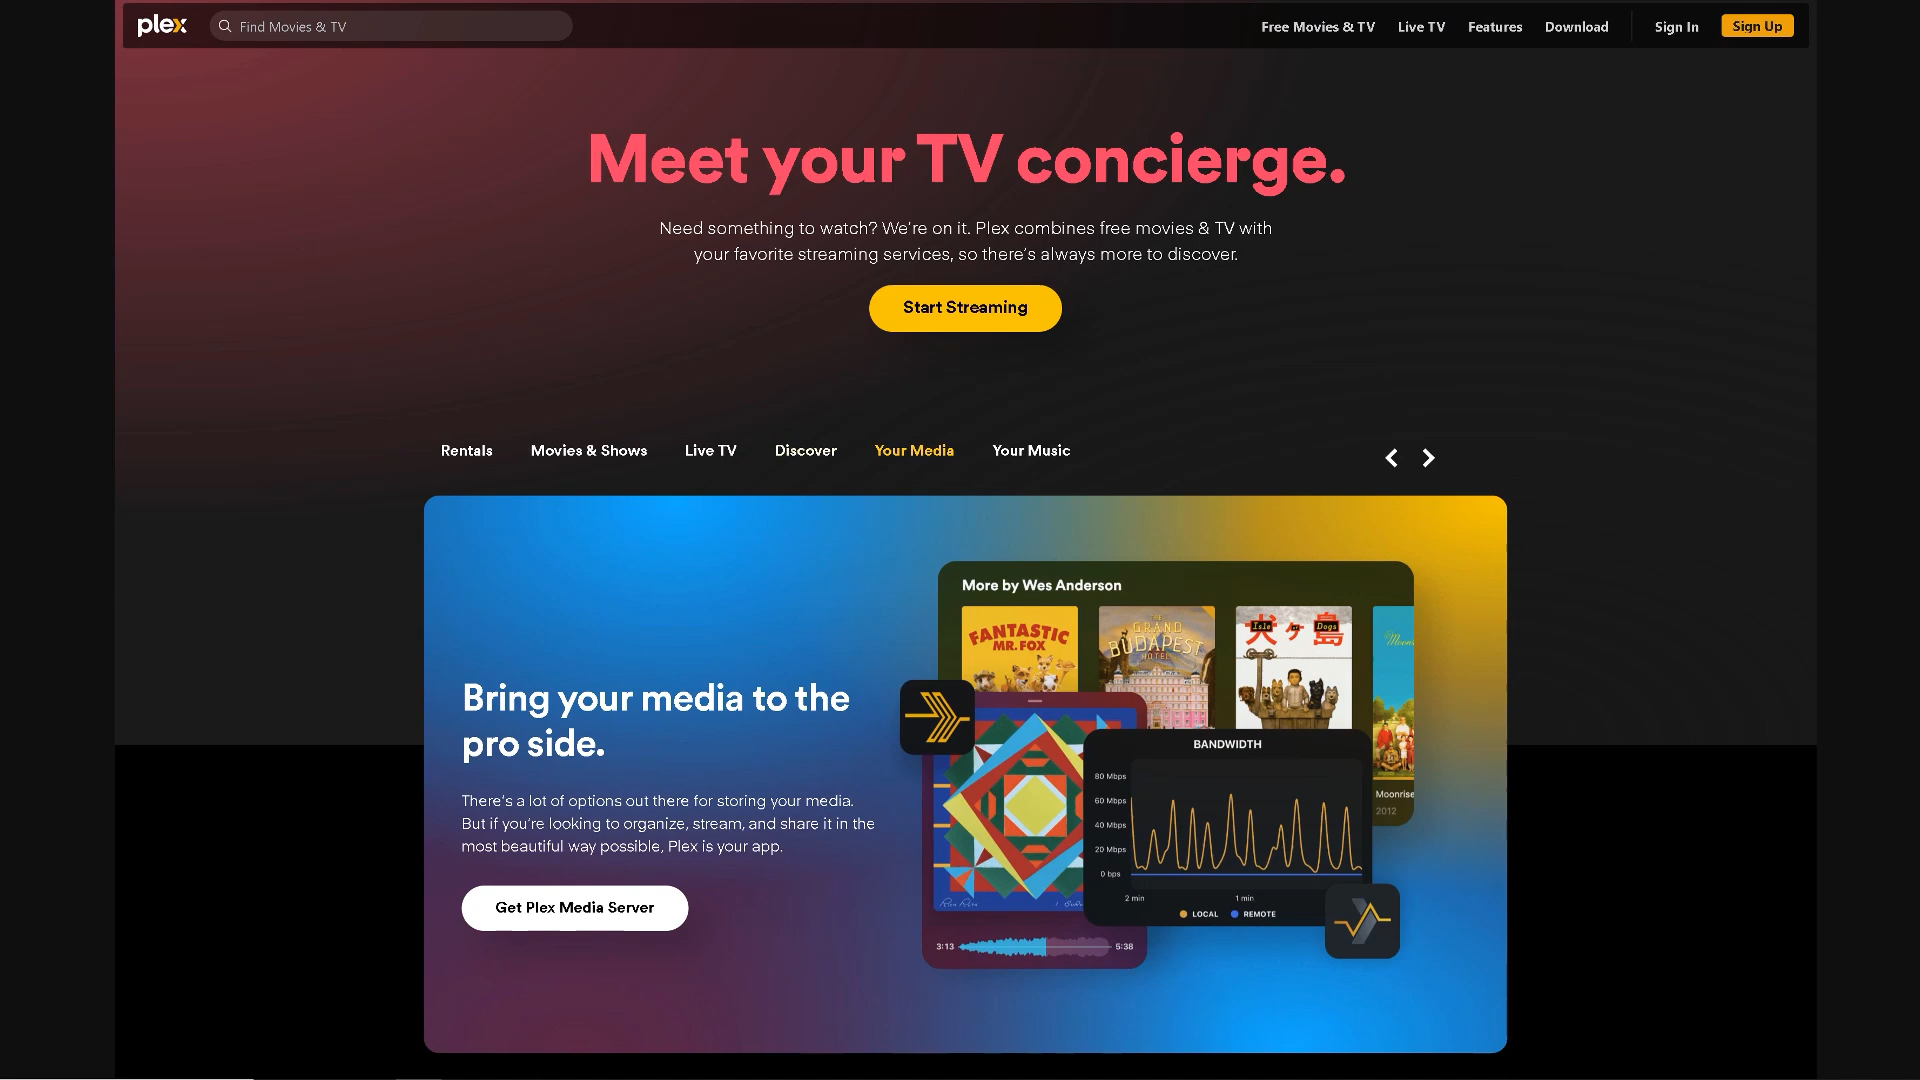 plex
Find Movies & TV
Free Movies & TV
Live TV
Features
Download
Sign In
Sign Up
Meet your TV concierge.
Need something to watch? We're on it. Plex combines free movies & TV with
your favorite streaming services, so there's always more to discover.
Start Streaming
Rentals
Movies & Shows
Live TV
Discover
Your Media
Your Music
Bring your media to the
pro side.
There's a lot of options out there for storing your media.
But if you're looking to organize, stream, and share it in the
most beautiful way possible, Plex is your app.
Get Plex Media Server
More by Wes Anderson
FANTASTIC
MR. FOX
THE
GRAND
BUDAPEST
HOTEL
Isle of Dogs
犬ヶ島
Moonrise
2012
BANDWIDTH
80 Mbps
60 Mbps
40 Mbps
20 Mbps
0 bps
2 min
1 min
LOCAL
REMOTE
3:13
5:38